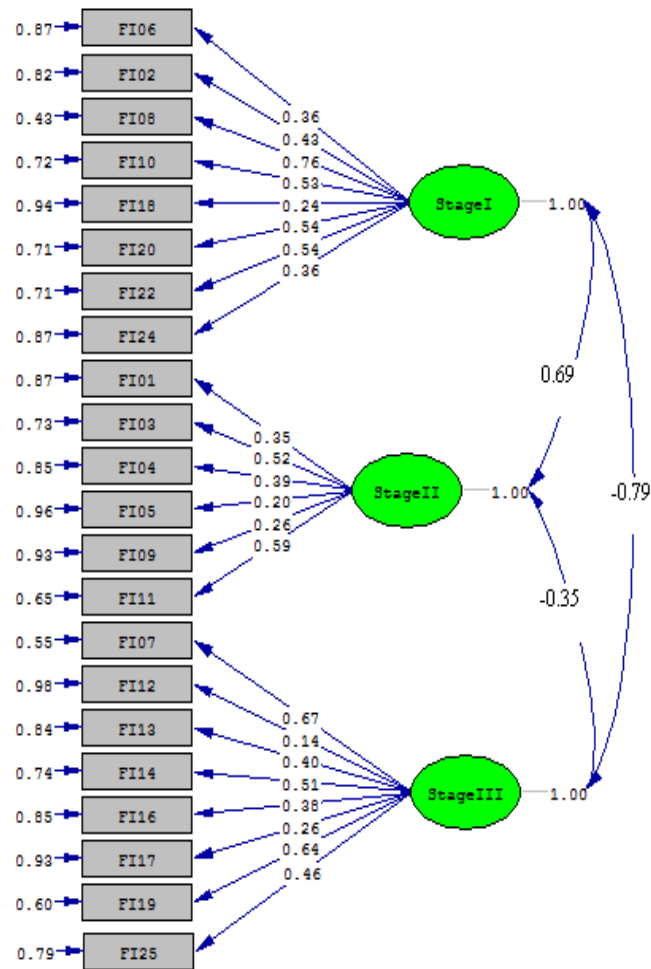 0.87 FI06
0.82 FI02
0.43 FI08
0.72 FI10
0.94 FI18
0.71 FI20
0.71 FI22
0.87 FI24
0.87 FI01
0.73 FI03
0.85 FI04
0.96 FI05
0.93 FI09
0.65 FI11
0.55 FI07
0.98 FI12
0.84 FI13
0.74 FI14
0.85 FI16
0.93 FI17
0.60 FI19
0.79 FI25
0.36
0.43
0.76
0.53
0.24
0.54
0.54
0.36
StageI 1.00
0.35
0.52
0.39
0.20
0.26
0.59
StageII 1.00
0.67
0.14
0.40
0.51
0.38
0.26
0.64
0.46
StageIII 1.00
0.69
-0.79
-0.35